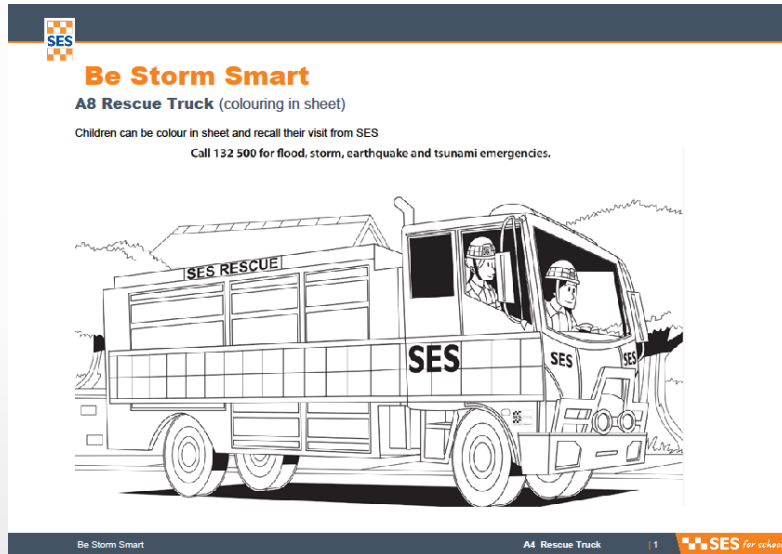 SES
Be Storm Smart
A8 Rescue Truck (colouring in sheet)
Children can be colour in sheet and recall their visit from SES
Call 132 500 for flood, storm, earthquake and tsunami emergencies.
SES RESCUE
SES
SES
SES
Be Storm Smart
A4 Rescue Truck
| 1
SES for school